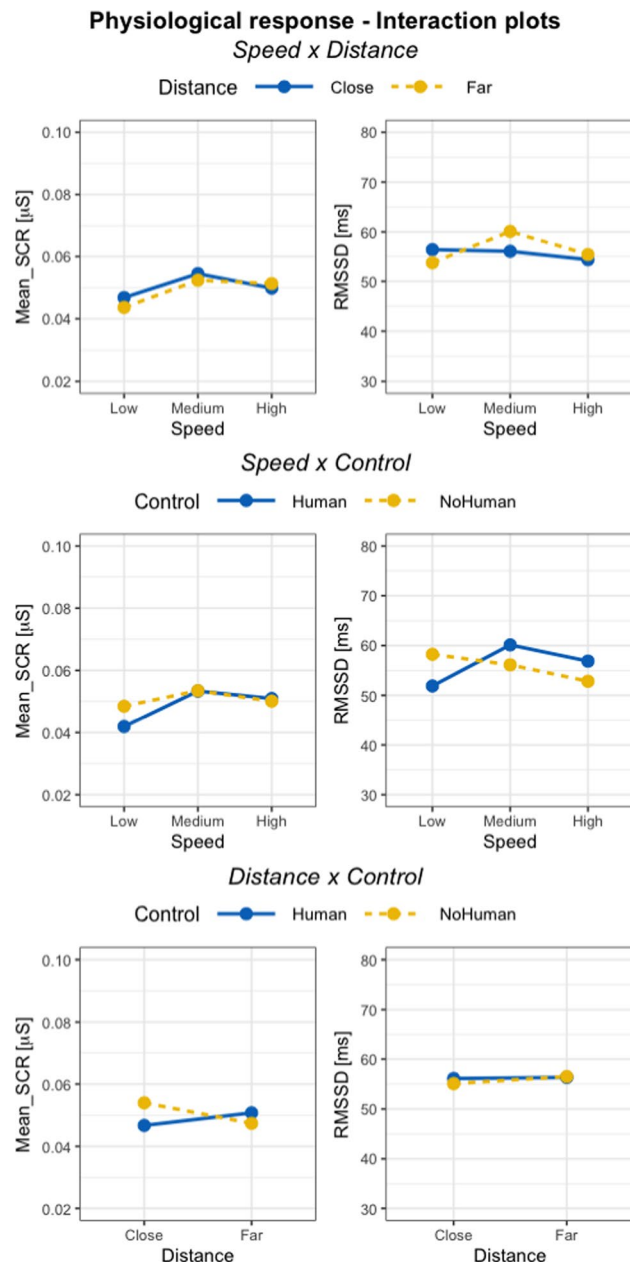 Physiological response - Interaction plots
Speed x Distance
Distance Close Far
Mean_SCR [μS]
0.10
0.08
0.06
0.04
0.02
Low Medium High
Speed
RMSSD [ms]
80
70
60
50
40
30
Low Medium High
Speed
Speed x Control
Control Human NoHuman
Mean_SCR [μS]
0.10
0.08
0.06
0.04
0.02
Low Medium High
Speed
RMSSD [ms]
80
70
60
50
40
30
Low Medium High
Speed
Distance x Control
Control Human NoHuman
Mean_SCR [μS]
0.10
0.08
0.06
0.04
0.02
Close Far
Distance
RMSSD [ms]
80
70
60
50
40
30
Close Far
Distance